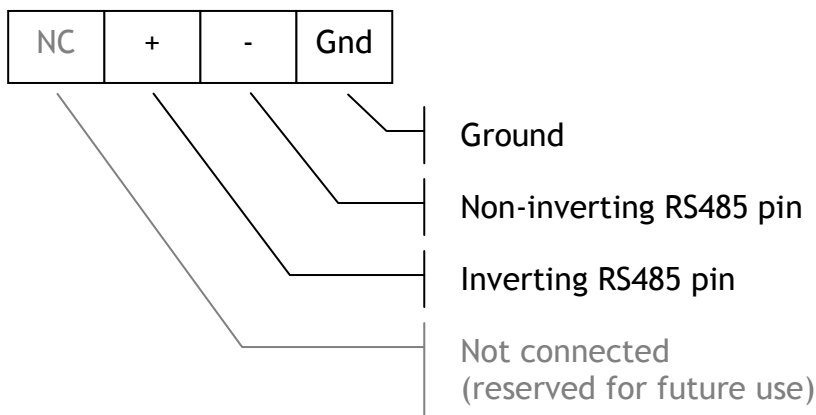 NC + - Gnd
Ground
Non-inverting RS485 pin
Inverting RS485 pin
Not connected
(reserved for future use)